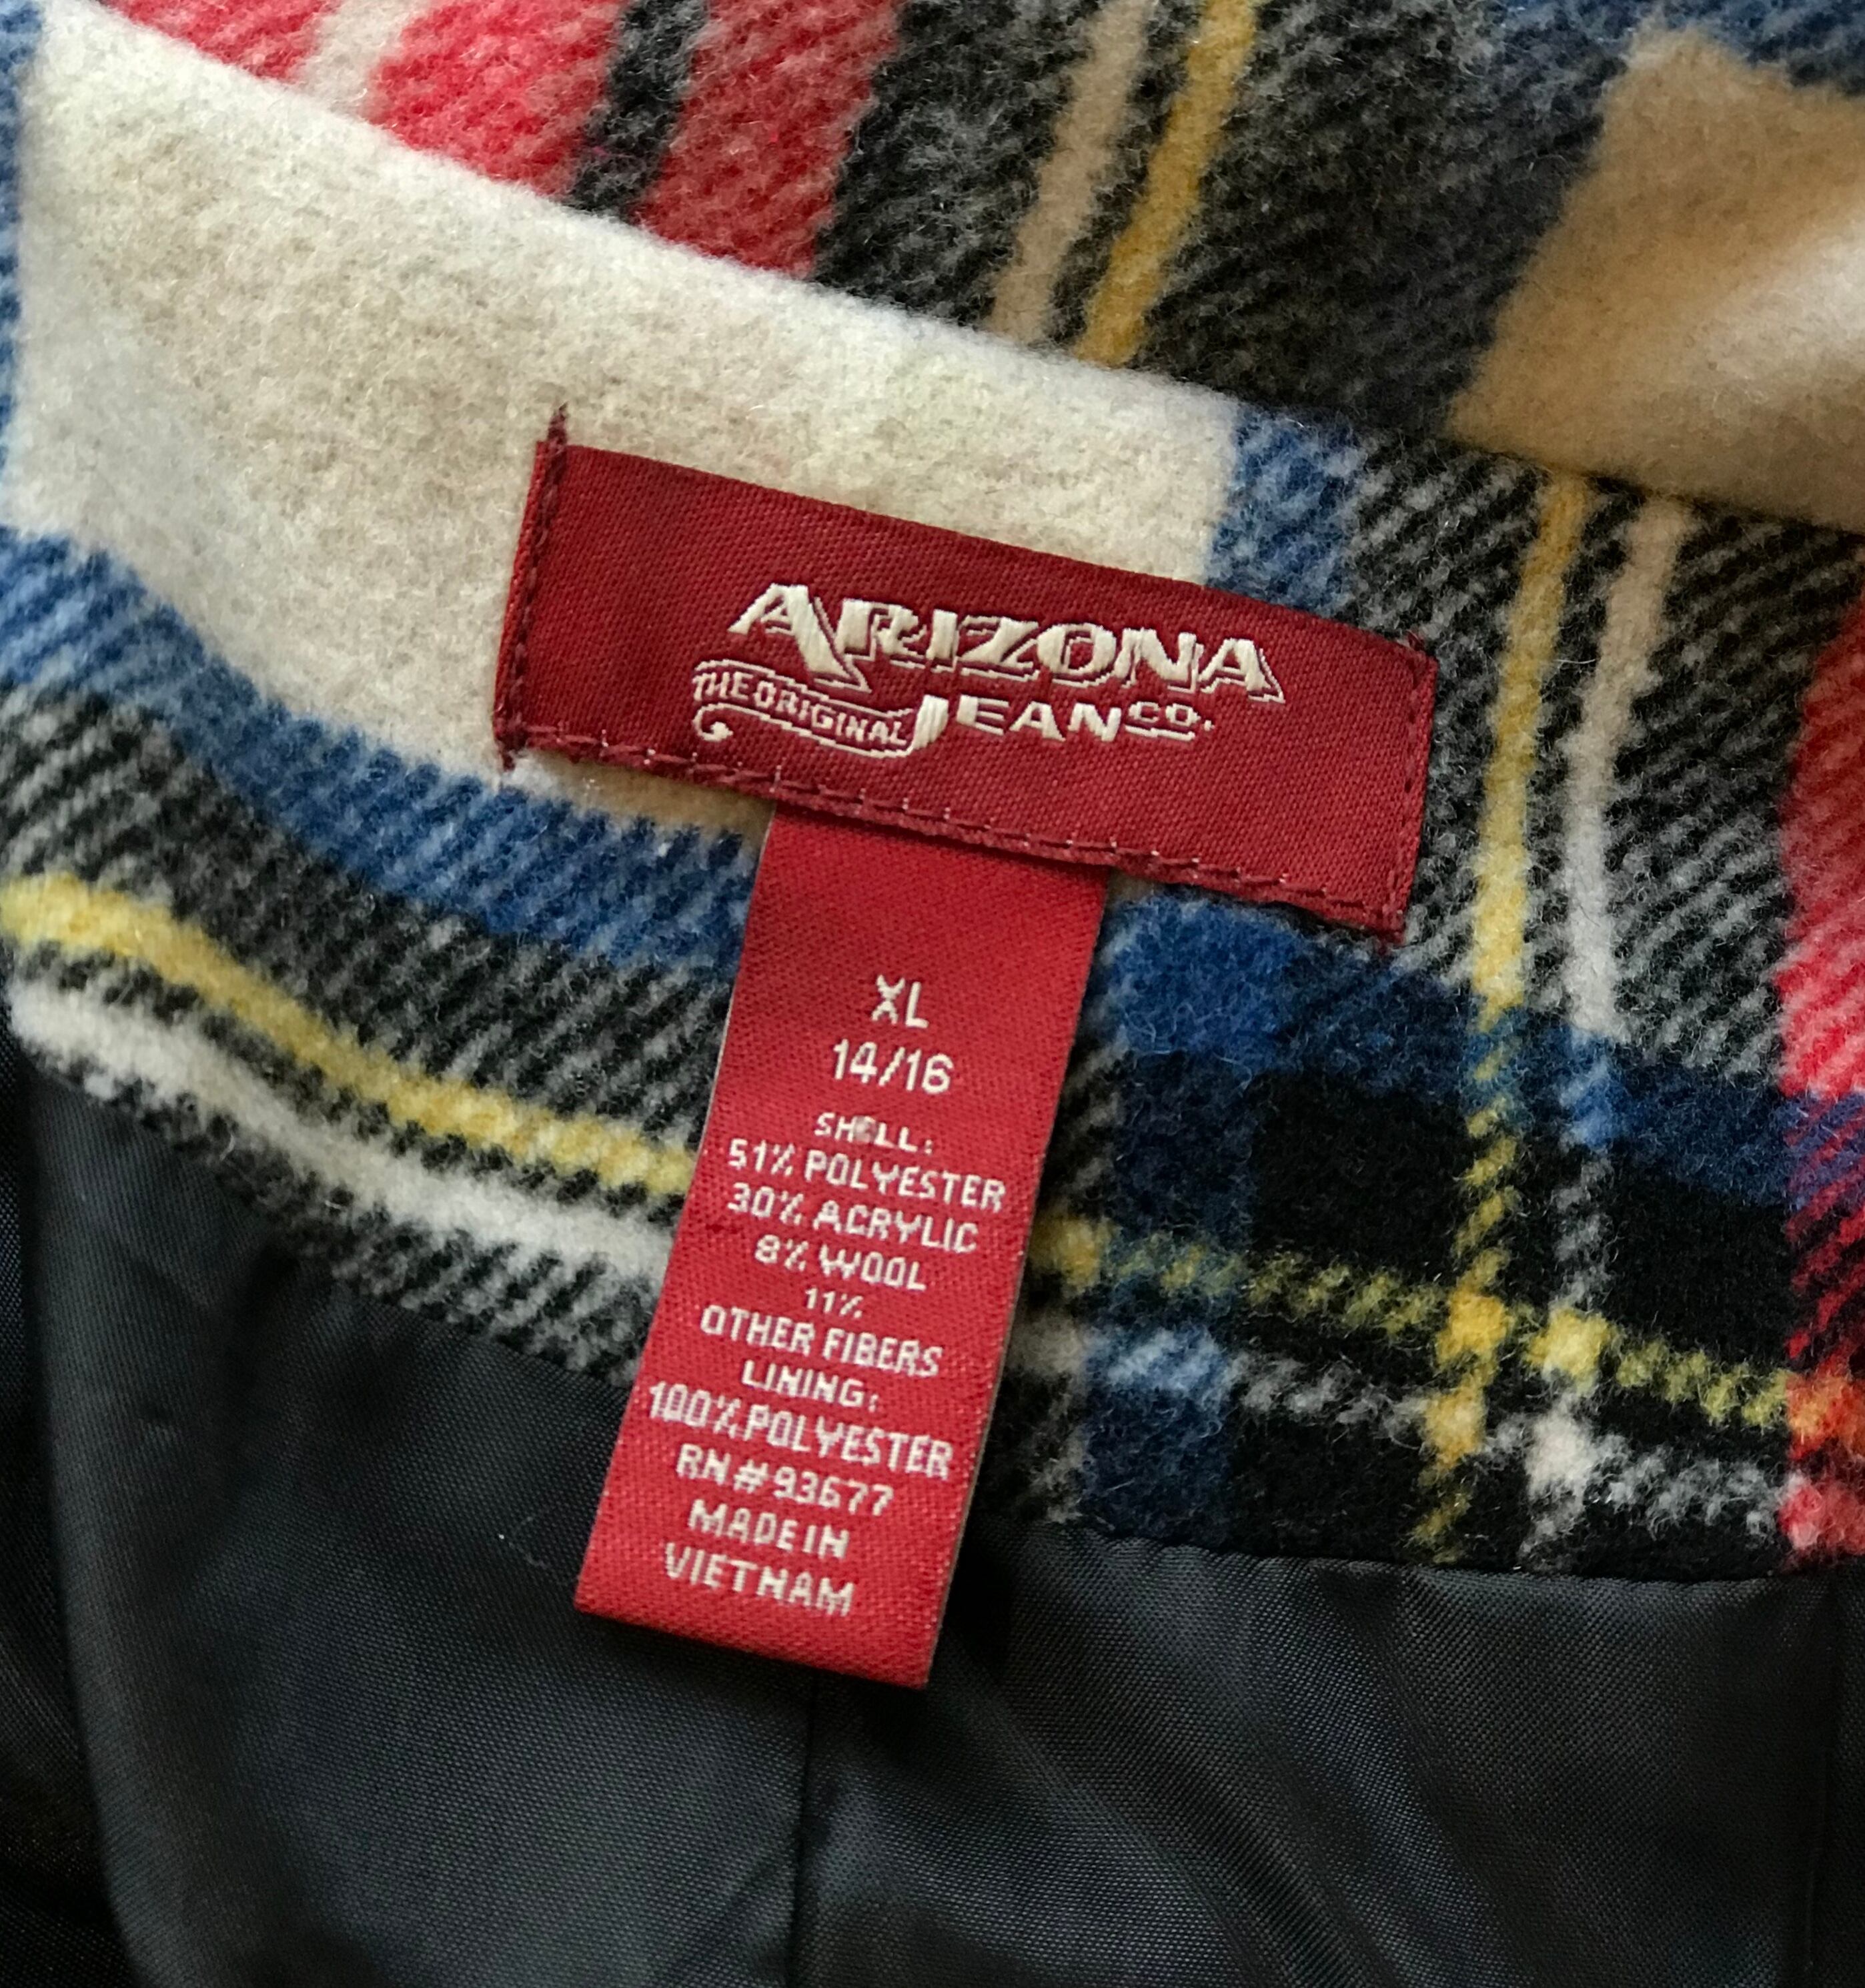 ARIZONA
THE ORIGINAL JEAN CO.
XL
14/16
SHELL:
51% POLYESTER
30% ACRYLIC
8% WOOL
11%
OTHER FIBERS
LINING:
100% POLYESTER
RN#93677
MADE IN
VIETNAM